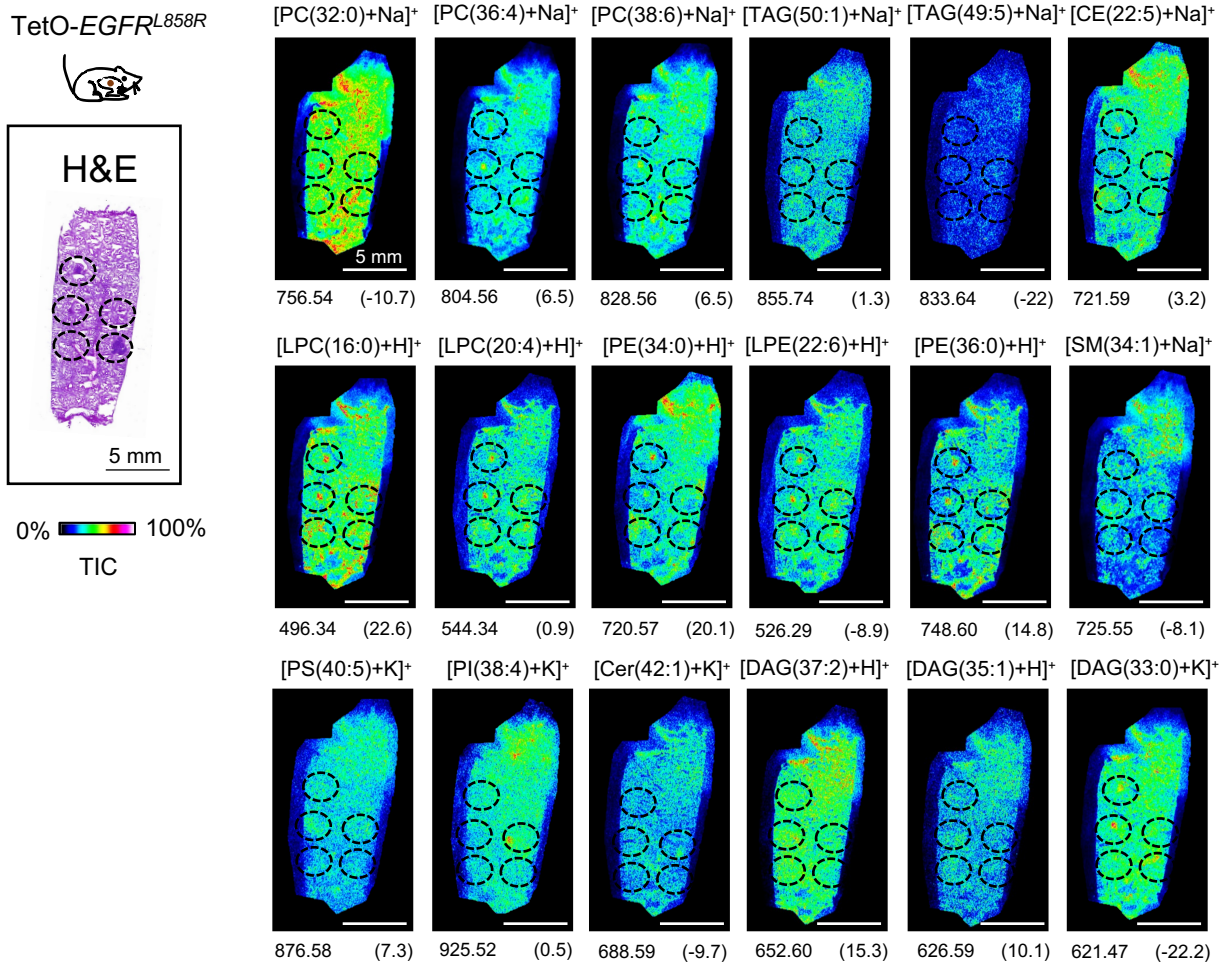 TetO-EGFR^L858R
H&E
5 mm
0% 100%
TIC
[PC(32:0)+Na]⁺ [PC(36:4)+Na]⁺ [PC(38:6)+Na]⁺ [TAG(50:1)+Na]⁺ [TAG(49:5)+Na]⁺ [CE(22:5)+Na]⁺
5 mm
756.54 (-10.7) 804.56 (6.5) 828.56 (6.5) 855.74 (1.3) 833.64 (-22) 721.59 (3.2)
[LPC(16:0)+H]⁺ [LPC(20:4)+H]⁺ [PE(34:0)+H]⁺ [LPE(22:6)+H]⁺ [PE(36:0)+H]⁺ [SM(34:1)+Na]⁺
496.34 (22.6) 544.34 (0.9) 720.57 (20.1) 526.29 (-8.9) 748.60 (14.8) 725.55 (-8.1)
[PS(40:5)+K]⁺ [PI(38:4)+K]⁺ [Cer(42:1)+K]⁺ [DAG(37:2)+H]⁺ [DAG(35:1)+H]⁺ [DAG(33:0)+K]⁺
876.58 (7.3) 925.52 (0.5) 688.59 (-9.7) 652.60 (15.3) 626.59 (10.1) 621.47 (-22.2)